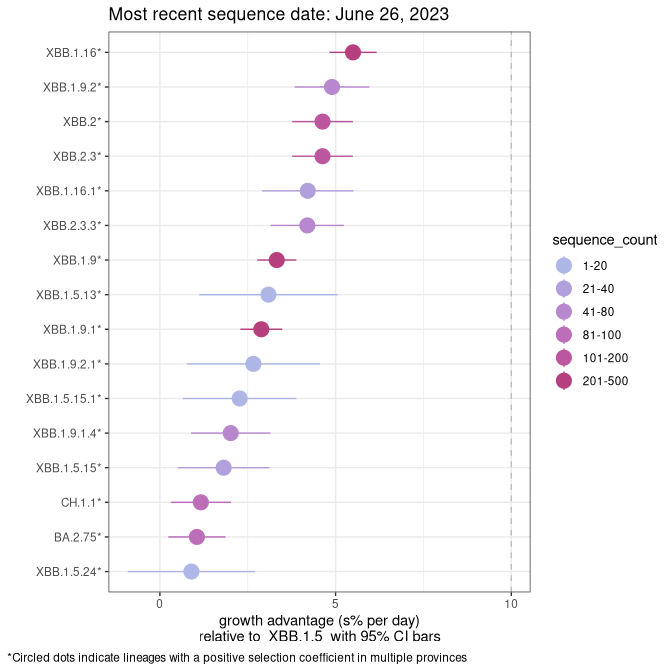 Most recent sequence date: June 26, 2023
XBB.1.16*
XBB.1.9.2*
XBB.2*
XBB.2.3*
XBB.1.16.1*
XBB.2.3.3*
XBB.1.9*
XBB.1.5.13*
XBB.1.9.1*
XBB.1.9.2.1*
XBB.1.5.15.1*
XBB.1.9.1.4*
XBB.1.5.15*
CH.1.1*
BA.2.75*
XBB.1.5.24*
0 5 10
growth advantage (s% per day)
relative to XBB.1.5 with 95% CI bars
sequence_count
1-20
21-40
41-80
81-100
101-200
201-500
*Circled dots indicate lineages with a positive selection coefficient in multiple provinces